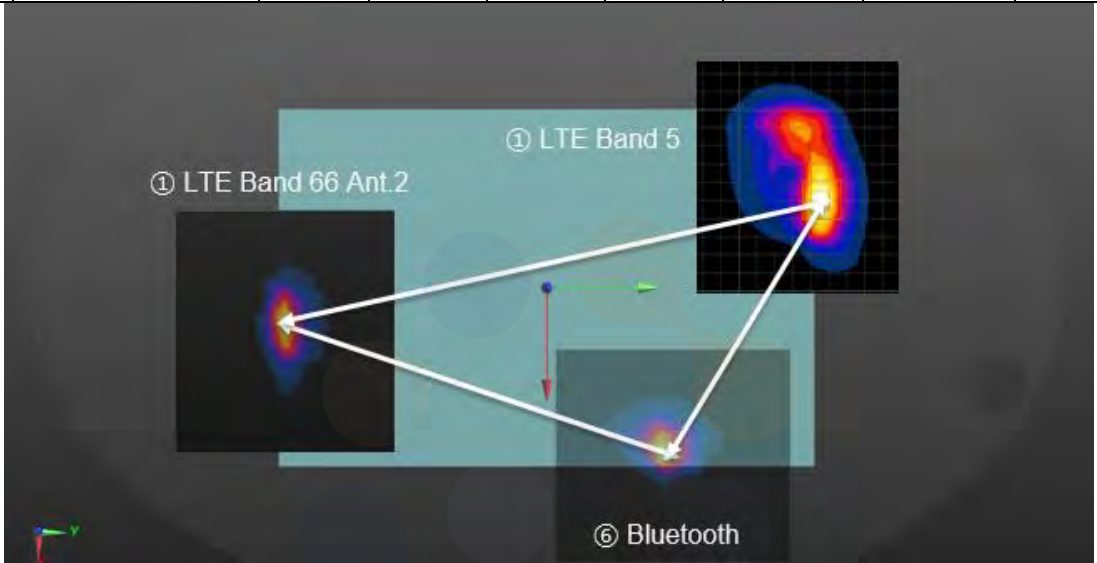 ① LTE Band 5
① LTE Band 66 Ant.2
⑥ Bluetooth
Y